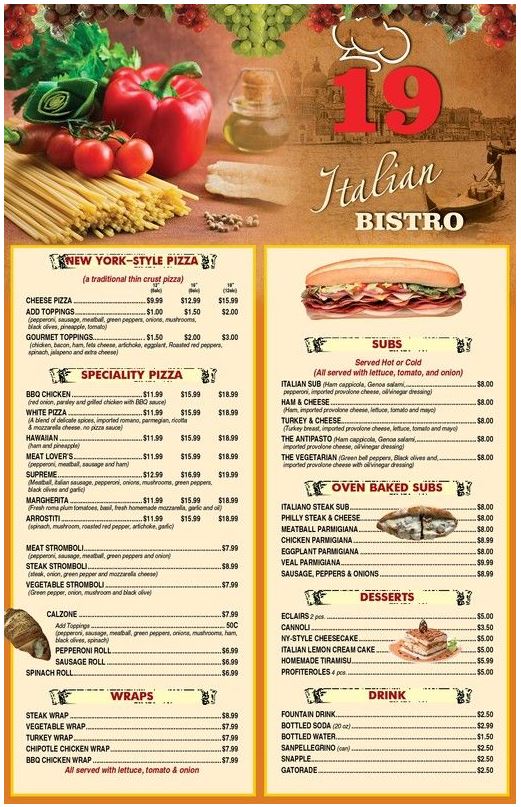 19
Italian
BISTRO
NEW YORK-STYLE PIZZA
(a traditional thin crust pizza)
12" 16" 18"
(6slc) (8slc) (12slc)
CHEESE PIZZA $9.99 $12.99 $15.99
ADD TOPPINGS $1.00 $1.50 $2.00
(pepperoni, sausage, meatball, green peppers, onions, mushrooms,
black olives, pineapple, tomato)
GOURMET TOPPINGS $1.50 $2.00 $3.00
(chicken, bacon, ham, feta cheese, artichoke, eggplant, Roasted red peppers,
spinach, jalapeno and extra cheese)
SPECIALITY PIZZA
BBQ CHICKEN $11.99 $15.99 $18.99
(red onion, parsley and grilled chicken with BBQ sauce)
WHITE PIZZA $11.99 $15.99 $18.99
(A blend of delicate spices, imported romano, parmegian, ricotta
& mozzarella cheese. no pizza sauce)
HAWAIIAN $11.99 $15.99 $18.99
(ham and pineapple)
MEAT LOVER'S $11.99 $15.99 $18.99
(pepperoni, meatball, sausage and ham)
SUPREME $12.99 $16.99 $19.99
(Meatball, italian sausage, pepperoni, onions, mushrooms, green peppers,
black olives and garlic)
MARGHERITA $11.99 $15.99 $18.99
(Fresh roma plum tomatoes, basil, fresh homemade mozzarella, garlic and oil)
ARROSTITI $11.99 $15.99 $18.99
(spinach, mushroom, roasted red pepper, artichoke, garlic)
MEAT STROMBOLI $7.99
(pepperoni, sausage, meatball, green peppers and onion)
STEAK STROMBOLI $8.99
(steak, onion, green pepper and mozzarella cheese)
VEGETABLE STROMBOLI $7.99
(Green pepper, onion, mushroom and black olive)
CALZONE $7.99
Add Toppings 50C
(pepperoni, sausage, meatball, green peppers, onions, mushrooms, ham,
black olives, spinach)
PEPPERONI ROLL $6.99
SAUSAGE ROLL $6.99
SPINACH ROLL $6.99
WRAPS
STEAK WRAP $8.99
VEGETABLE WRAP $7.99
TURKEY WRAP $7.99
CHIPOTLE CHICKEN WRAP $7.99
BBQ CHICKEN WRAP $7.99
All served with lettuce, tomato & onion
SUBS
Served Hot or Cold
(All served with lettuce, tomato, and onion)
ITALIAN SUB (Ham cappicola, Genoa salami, $8.00
pepperoni, imported provolone cheese, oil/vinegar dressing)
HAM & CHEESE $8.00
(Ham, imported provolone cheese, lettuce, tomato and mayo)
TURKEY & CHEESE $8.00
(Turkey breast, imported provolone cheese, lettuce, tomato and mayo)
THE ANTIPASTO (Ham cappicola, Genoa salami, $8.00
imported provolone cheese, oil/vinegar dressing)
THE VEGETARIAN (Green bell peppers, Black olives and, $8.00
imported provolone cheese with oil/vinegar dressing)
OVEN BAKED SUBS
ITALIANO STEAK SUB $8.00
PHILLY STEAK & CHEESE $8.00
MEATBALL PARMIGIANA $8.00
CHICKEN PARMIGIANA $8.99
EGGPLANT PARMIGIANA $8.00
VEAL PARMIGIANA $9.99
SAUSAGE, PEPPERS & ONIONS $8.99
DESSERTS
ECLAIRS 2 pcs. $5.00
CANNOLI $3.50
NY-STYLE CHEESECAKE $5.00
ITALIAN LEMON CREAM CAKE $5.00
HOMEMADE TIRAMISU $5.99
PROFITEROLES 4 pcs. $5.00
DRINK
FOUNTAIN DRINK $2.50
BOTTLED SODA (20 oz) $2.99
BOTTLED WATER $1.50
SANPELLEGRINO (can) $2.50
SNAPPLE $2.50
GATORADE $2.50